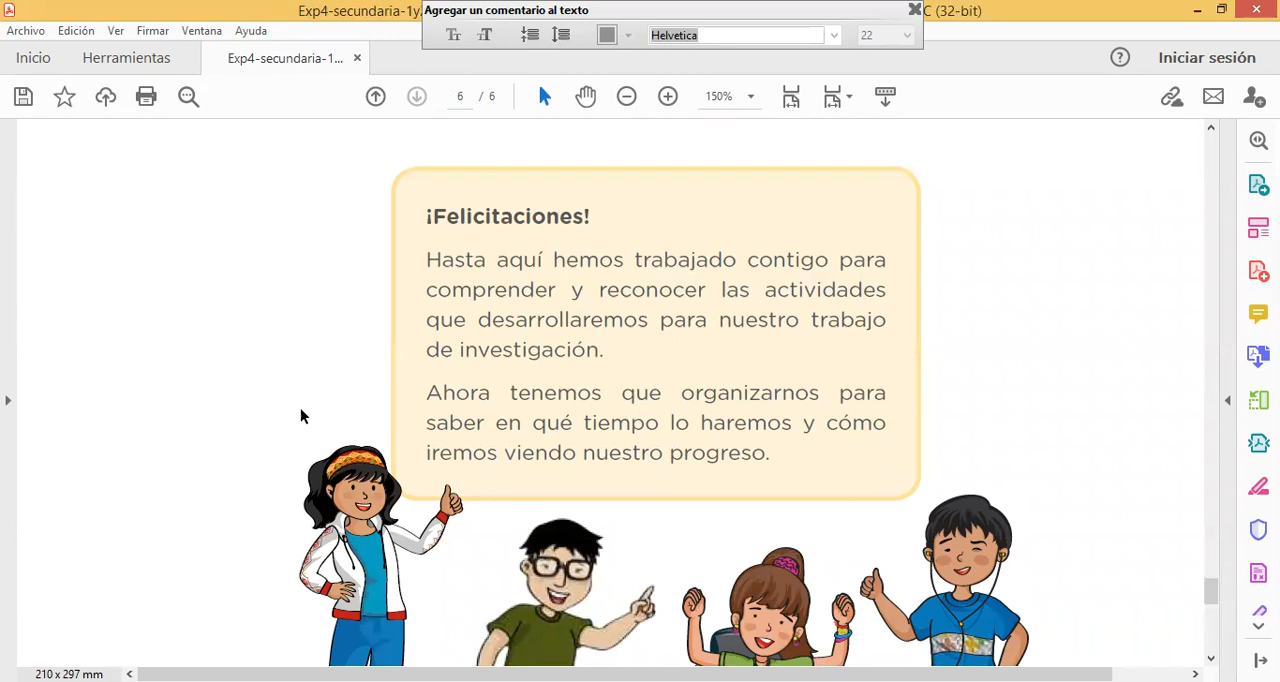 Exp4-secundaria-1y.
Agregar un comentario al texto
C (32-bit)
Archivo Edición Ver Firmar Ventana Ayuda
Helvetica 22
Inicio Herramientas Exp4-secundaria-1... × Iniciar sesión
6 / 6 150%
¡Felicitaciones!
Hasta aquí hemos trabajado contigo para
comprender y reconocer las actividades
que desarrollaremos para nuestro trabajo
de investigación.
Ahora tenemos que organizarnos para
saber en qué tiempo lo haremos y cómo
iremos viendo nuestro progreso.
210 x 297 mm